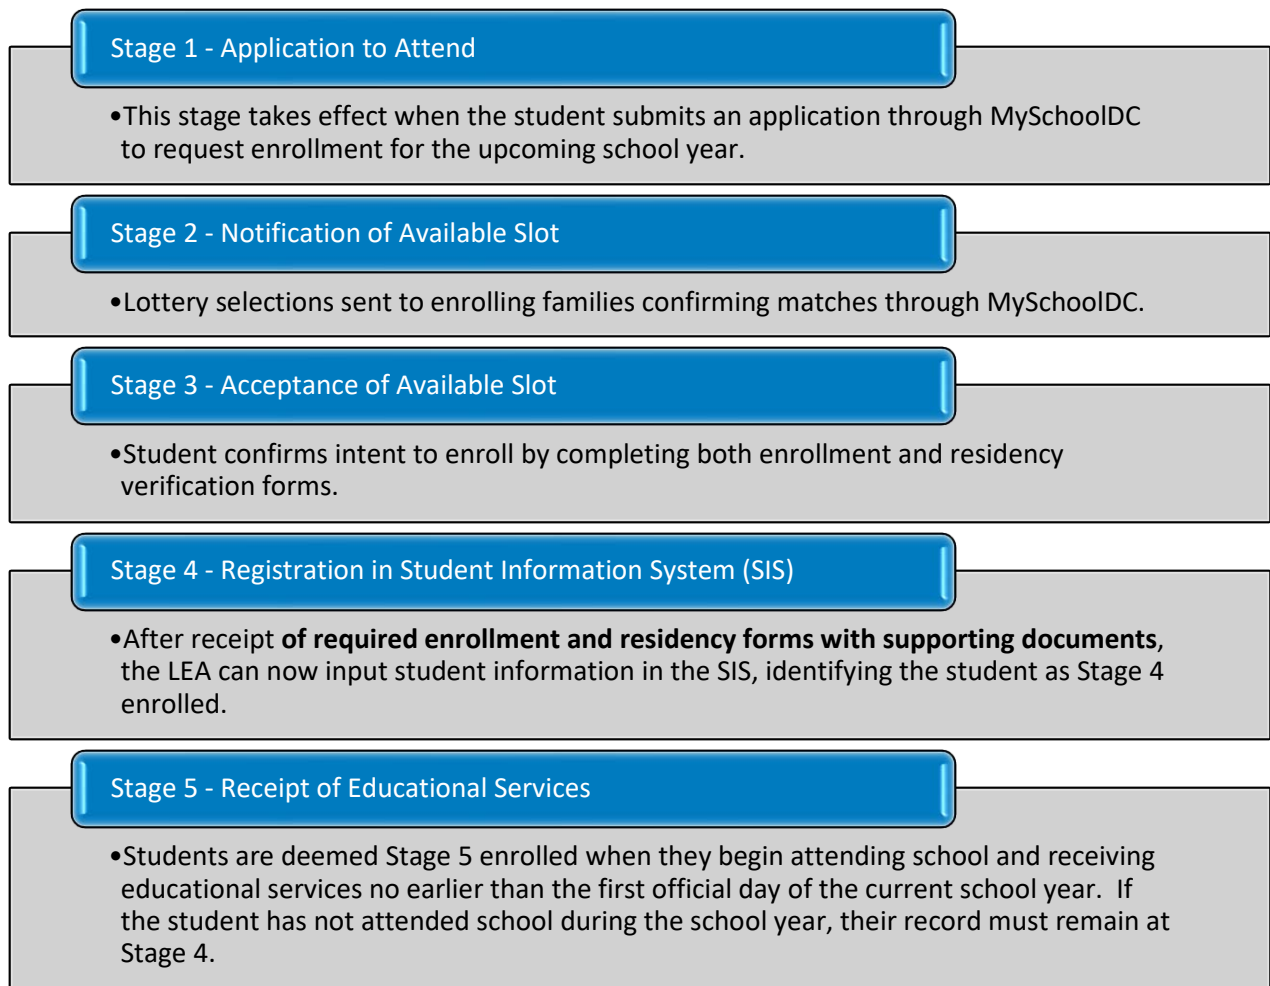 Stage 1 - Application to Attend
•This stage takes effect when the student submits an application through MySchoolDC
to request enrollment for the upcoming school year.
Stage 2 - Notification of Available Slot
•Lottery selections sent to enrolling families confirming matches through MySchoolDC.
Stage 3 - Acceptance of Available Slot
•Student confirms intent to enroll by completing both enrollment and residency
verification forms.
Stage 4 - Registration in Student Information System (SIS)
•After receipt of required enrollment and residency forms with supporting documents,
the LEA can now input student information in the SIS, identifying the student as Stage 4
enrolled.
Stage 5 - Receipt of Educational Services
•Students are deemed Stage 5 enrolled when they begin attending school and receiving
educational services no earlier than the first official day of the current school year.  If
the student has not attended school during the school year, their record must remain at
Stage 4.